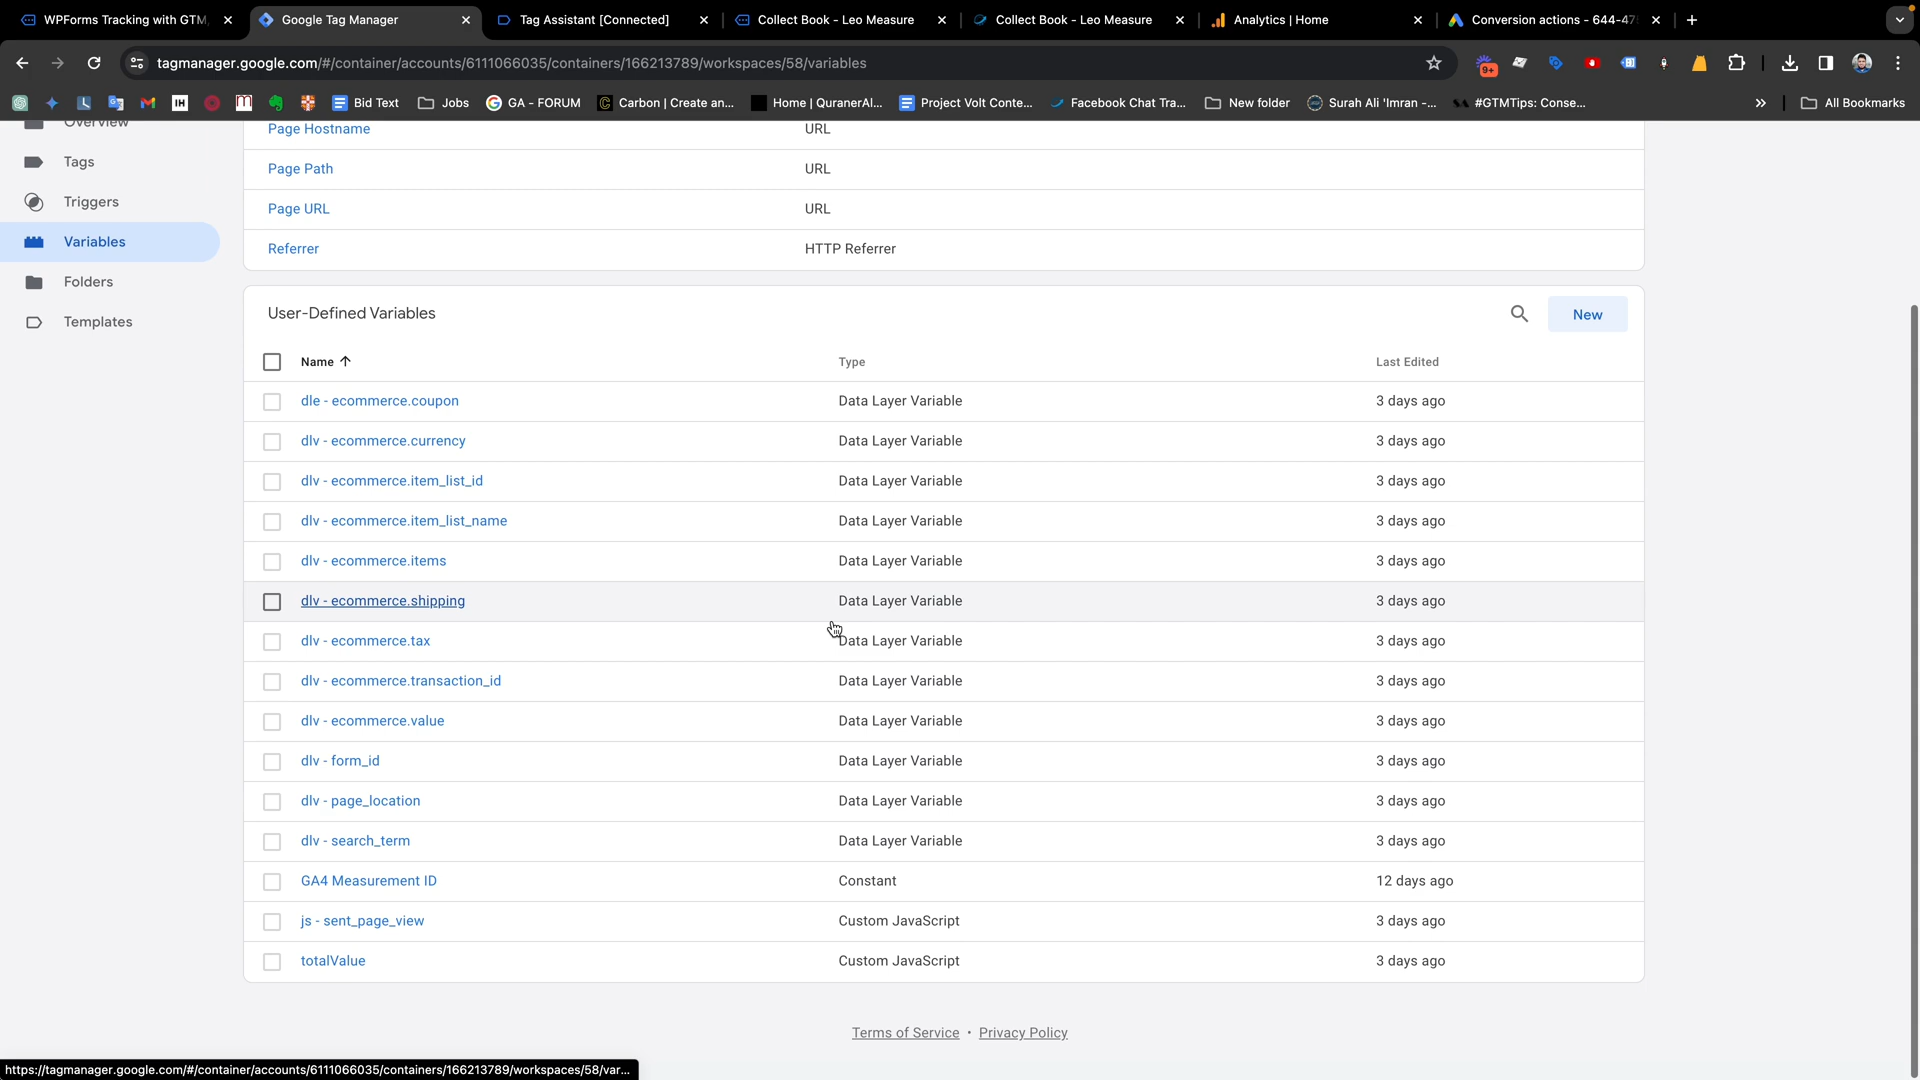 WPForms Tracking with GTM
Google Tag Manager
Tag Assistant [Connected]
Collect Book - Leo Measure
Collect Book - Leo Measure
Analytics | Home
Conversion actions - 644-47
tagmanager.google.com/#/container/accounts/6111066035/containers/166213789/workspaces/58/variables
9+
Bid Text
Jobs
GA - FORUM
Carbon | Create an...
Home | QuranerAl...
Project Volt Conte...
Facebook Chat Tra...
New folder
Surah Ali 'Imran -...
#GTMTips: Conse...
All Bookmarks
Overview
Tags
Triggers
Variables
Folders
Templates
Page Hostname URL
Page Path URL
Page URL URL
Referrer HTTP Referrer
User-Defined Variables
New
Name Type Last Edited
dle - ecommerce.coupon Data Layer Variable 3 days ago
dlv - ecommerce.currency Data Layer Variable 3 days ago
dlv - ecommerce.item_list_id Data Layer Variable 3 days ago
dlv - ecommerce.item_list_name Data Layer Variable 3 days ago
dlv - ecommerce.items Data Layer Variable 3 days ago
dlv - ecommerce.shipping Data Layer Variable 3 days ago
dlv - ecommerce.tax Data Layer Variable 3 days ago
dlv - ecommerce.transaction_id Data Layer Variable 3 days ago
dlv - ecommerce.value Data Layer Variable 3 days ago
dlv - form_id Data Layer Variable 3 days ago
dlv - page_location Data Layer Variable 3 days ago
dlv - search_term Data Layer Variable 3 days ago
GA4 Measurement ID Constant 12 days ago
js - sent_page_view Custom JavaScript 3 days ago
totalValue Custom JavaScript 3 days ago
Terms of Service • Privacy Policy
https://tagmanager.google.com/#/container/accounts/6111066035/containers/166213789/workspaces/58/var...